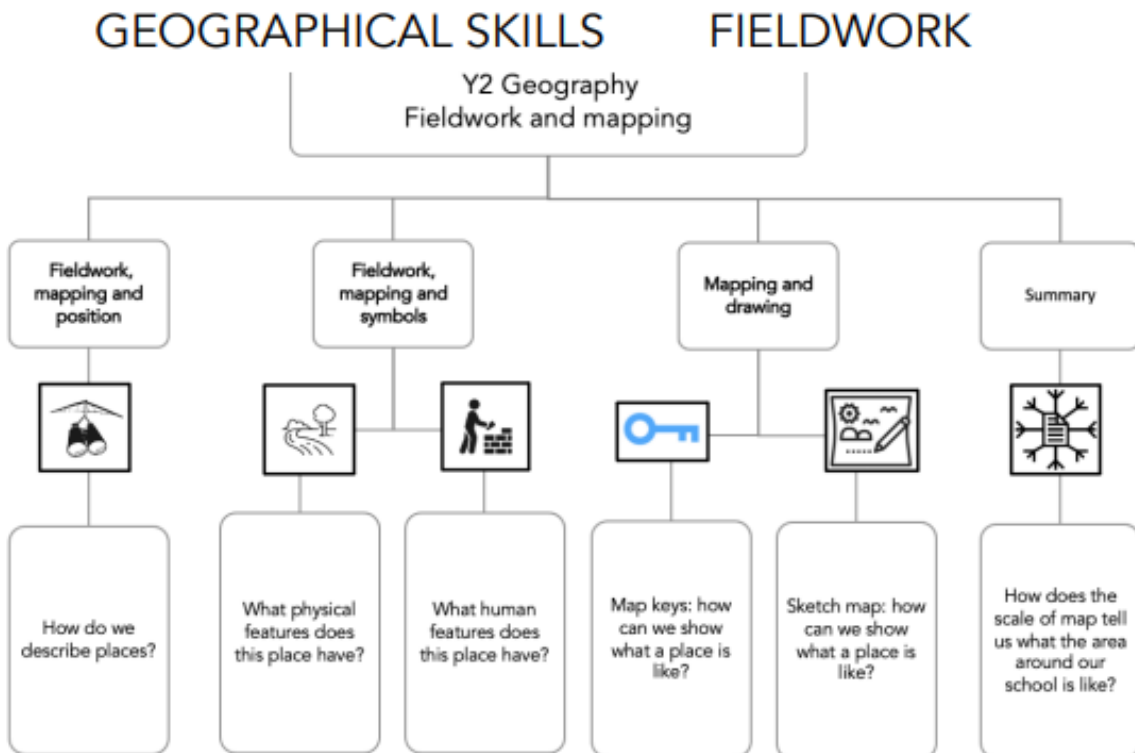 GEOGRAPHICAL SKILLS FIELDWORK
Y2 Geography
Fieldwork and mapping
Fieldwork,
mapping and
position
Fieldwork,
mapping and
symbols
Mapping and
drawing
Summary
How do we
describe places?
What physical
features does
this place have?
What human
features does
this place have?
Map keys: how
can we show
what a place is
like?
Sketch map: how
can we show
what a place is
like?
How does the
scale of map tell
us what the area
around our
school is like?